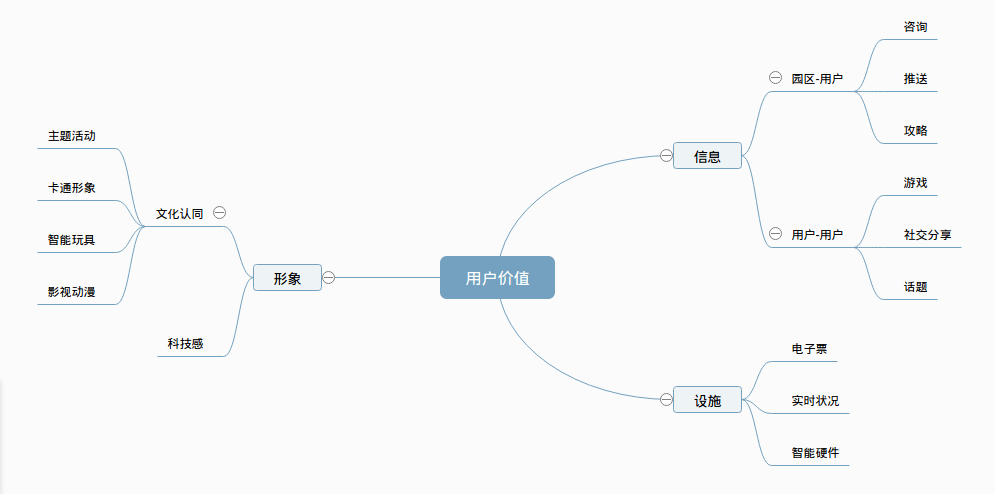 用户价值
信息
园区-用户
咨询
推送
攻略
用户-用户
游戏
社交分享
话题
设施
电子票
实时状况
智能硬件
形象
文化认同
主题活动
卡通形象
智能玩具
影视动漫
科技感